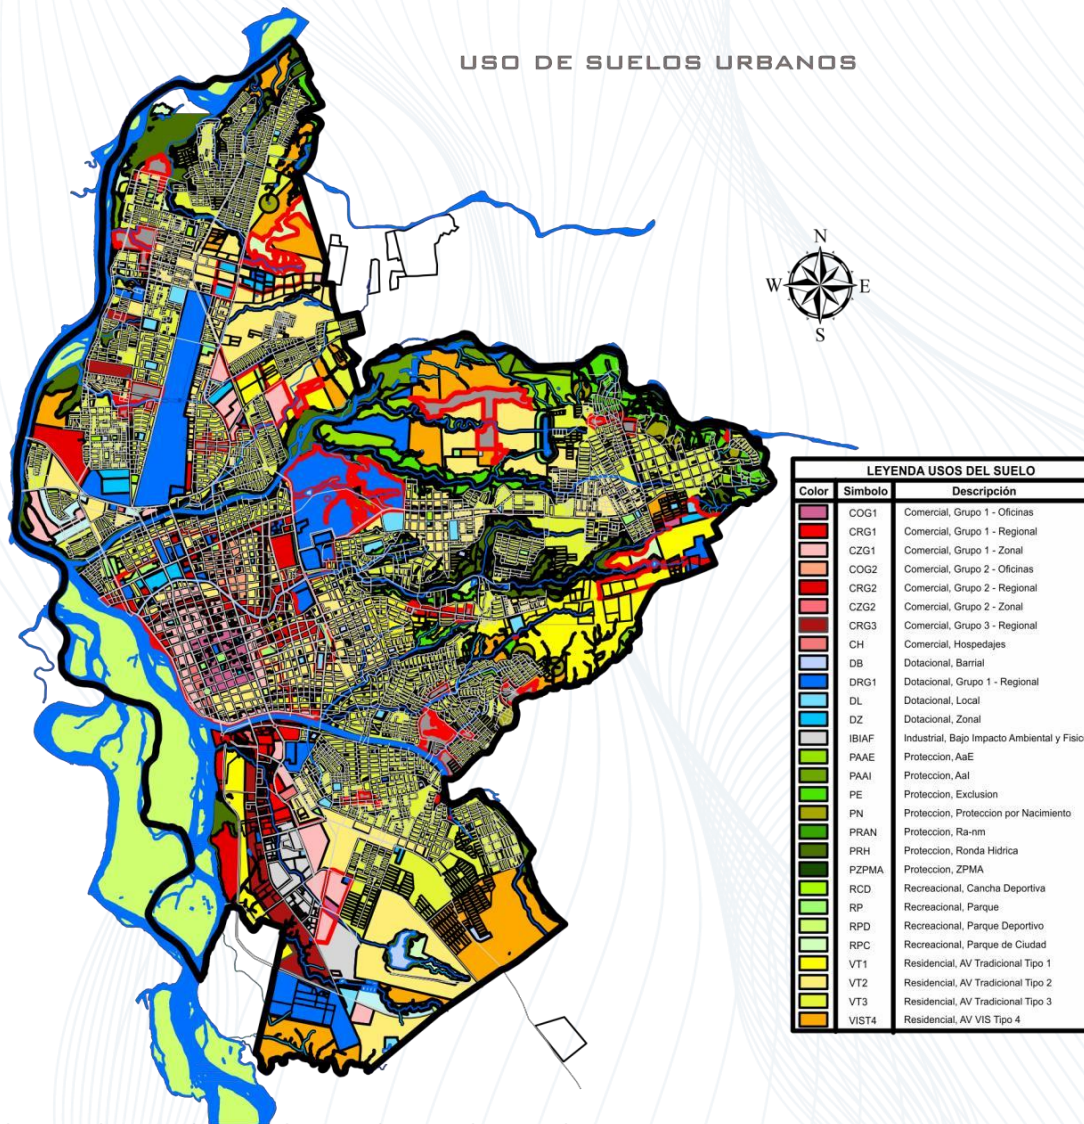 USO DE SUELOS URBANOS
N
W E
S
LEYENDA USOS DEL SUELO
Color Simbolo Descripción
COG1 Comercial, Grupo 1 - Oficinas
CRG1 Comercial, Grupo 1 - Regional
CZG1 Comercial, Grupo 1 - Zonal
COG2 Comercial, Grupo 2 - Oficinas
CRG2 Comercial, Grupo 2 - Regional
CZG2 Comercial, Grupo 2 - Zonal
CRG3 Comercial, Grupo 3 - Regional
CH Comercial, Hospedajes
DB Dotacional, Barrial
DRG1 Dotacional, Grupo 1 - Regional
DL Dotacional, Local
DZ Dotacional, Zonal
IBIAF Industrial, Bajo Impacto Ambiental y Fisic
PAAE Proteccion, AaE
PAAI Proteccion, AaI
PE Proteccion, Exclusion
PN Proteccion, Proteccion por Nacimiento
PRAN Proteccion, Ra-nm
PRH Proteccion, Ronda Hidrica
PZPMA Proteccion, ZPMA
RCD Recreacional, Cancha Deportiva
RP Recreacional, Parque
RPD Recreacional, Parque Deportivo
RPC Recreacional, Parque de Ciudad
VT1 Residencial, AV Tradicional Tipo 1
VT2 Residencial, AV Tradicional Tipo 2
VT3 Residencial, AV Tradicional Tipo 3
VIST4 Residencial, AV VIS Tipo 4